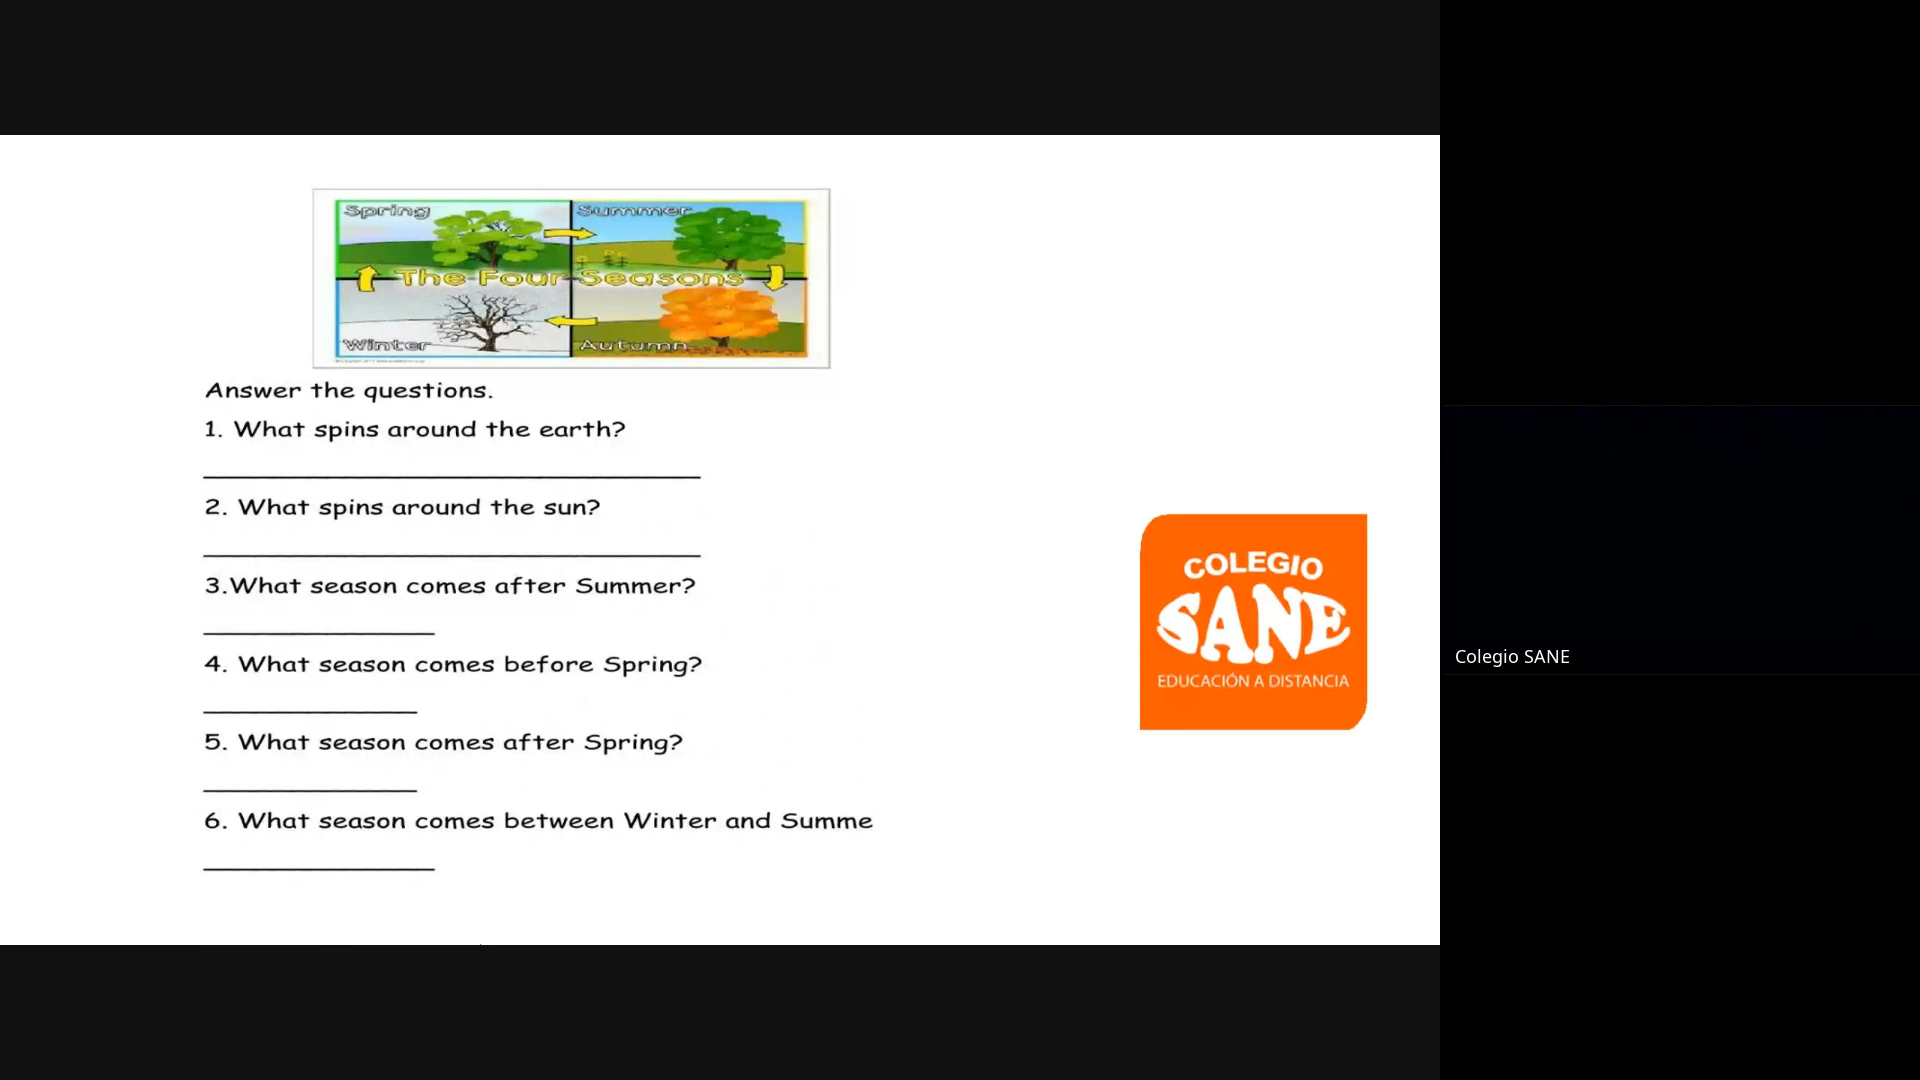 Spring
Summer
The Four Seasons
Winter
Autumn
Answer the questions.
1. What spins around the earth?
2. What spins around the sun?
3.What season comes after Summer?
4. What season comes before Spring?
5. What season comes after Spring?
6. What season comes between Winter and Summe
COLEGIO
SANE
EDUCACIÓN A DISTANCIA
Colegio SANE